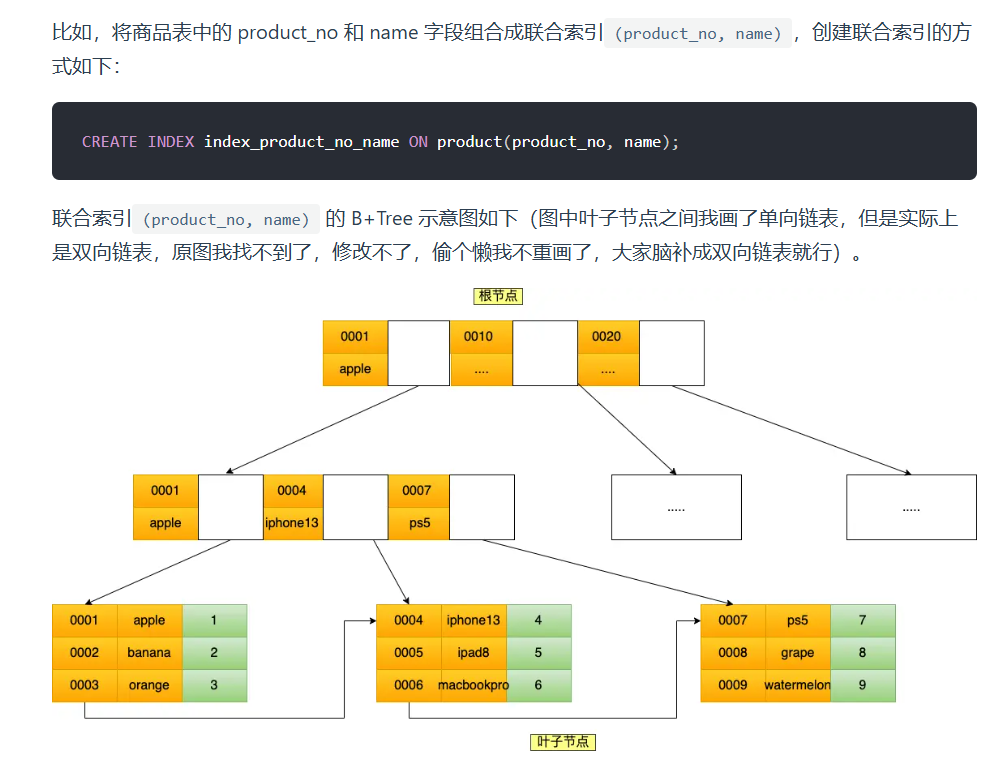 比如，将商品表中的 product_no 和 name 字段组合成联合索引 (product_no, name) ，创建联合索引的方
式如下：
CREATE INDEX index_product_no_name ON product(product_no, name);
联合索引 (product_no, name) 的 B+Tree 示意图如下（图中叶子节点之间我画了单向链表，但是实际上
是双向链表，原图我找不到了，修改不了，偷个懒我不重画了，大家脑补成双向链表就行）。
根节点
0001 0010 0020
apple .... ....
0001 0004 0007
apple iphone13 ps5
..... .....
0001 apple 1 0004 iphone13 4 0007 ps5 7
0002 banana 2 0005 ipad8 5 0008 grape 8
0003 orange 3 0006 macbookpro 6 0009 watermelon 9
叶子节点